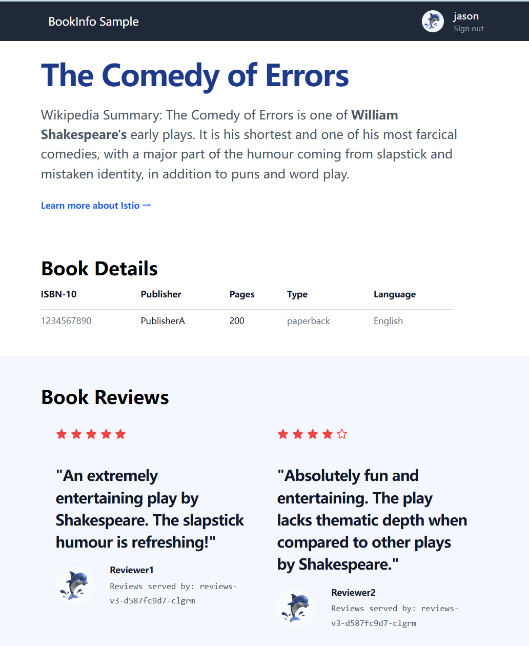 BookInfo Sample
jason
Sign out
The Comedy of Errors
Wikipedia Summary: The Comedy of Errors is one of William
Shakespeare's early plays. It is his shortest and one of his most farcical
comedies, with a major part of the humour coming from slapstick and
mistaken identity, in addition to puns and word play.
Learn more about Istio →
Book Details
ISBN-10 Publisher Pages Type Language
1234567890 PublisherA 200 paperback English
Book Reviews
"An extremely
entertaining play by
Shakespeare. The slapstick
humour is refreshing!"
Reviewer1
Reviews served by: reviews-
v3-d587fc9d7-clgrm
"Absolutely fun and
entertaining. The play
lacks thematic depth when
compared to other plays
by Shakespeare."
Reviewer2
Reviews served by: reviews-
v3-d587fc9d7-clgrm